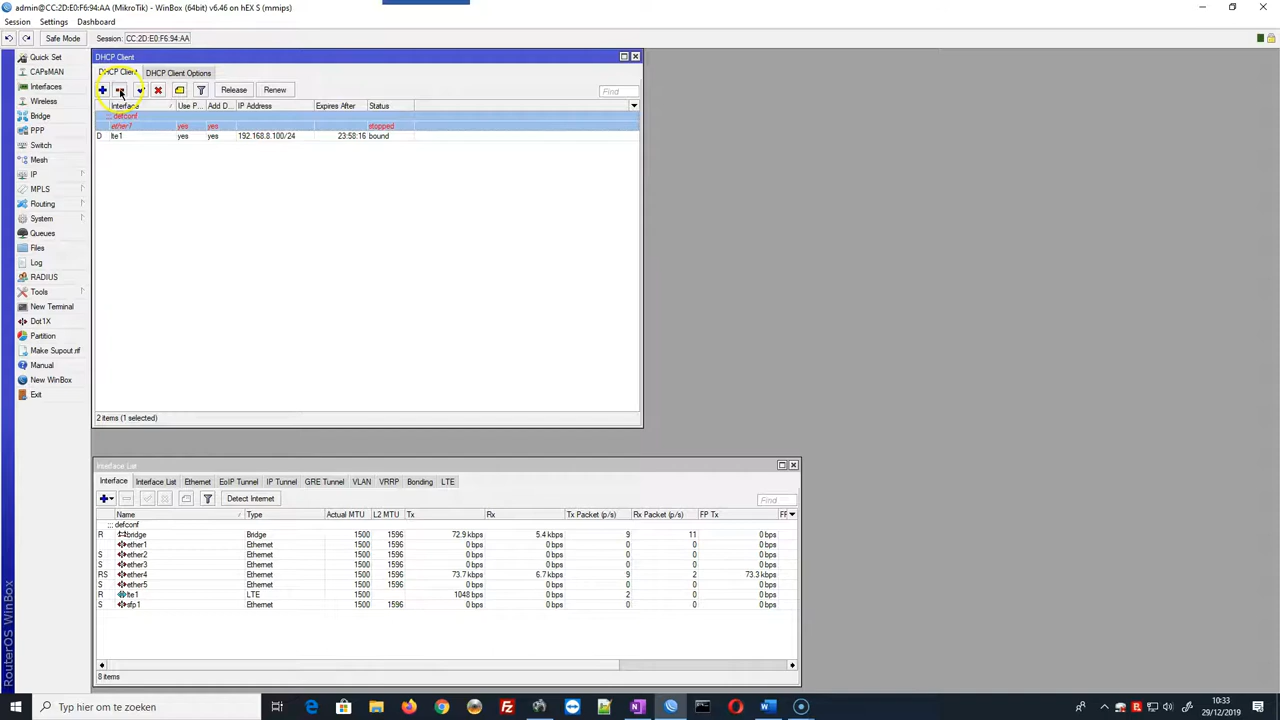 admin@CC:2D:E0:F6:94:AA (MikroTik) - WinBox (64bit) v6.46 on hEX S (mmips)
Session Settings Dashboard
Safe Mode Session: CC:2D:E0:F6:94:AA
Quick Set
CAPsMAN
Interfaces
Wireless
Bridge
PPP
Switch
Mesh
IP
MPLS
Routing
System
Queues
Files
Log
RADIUS
Tools
New Terminal
Dot1X
Partition
Make Supout.rif
Manual
New WinBox
Exit
RouterOS WinBox
DHCP Client
DHCP Client DHCP Client Options
Release Renew Find
Interface Use P... Add D... IP Address Expires After Status
::: defconf
yes yes stopped
D lte1 yes yes 192.168.8.100/24 23:58:16 bound
2 items (1 selected)
Interface List
Interface Interface List Ethernet EoIP Tunnel IP Tunnel GRE Tunnel VLAN VRRP Bonding LTE
Detect Internet Find
Name Type Actual MTU L2 MTU Tx Rx Tx Packet (p/s) Rx Packet (p/s) FP Tx FF
::: defconf
R bridge Bridge 1500 1596 72.9 kbps 5.4 kbps 9 11 0 bps
ether1 Ethernet 1500 1596 0 bps 0 bps 0 0 0 bps
S ether2 Ethernet 1500 1596 0 bps 0 bps 0 0 0 bps
S ether3 Ethernet 1500 1596 0 bps 0 bps 0 0 0 bps
RS ether4 Ethernet 1500 1596 73.7 kbps 6.7 kbps 9 2 73.3 kbps
S ether5 Ethernet 1500 1596 0 bps 0 bps 0 0 0 bps
R lte1 LTE 1500 1048 bps 0 bps 2 0 0 bps
S sfp1 Ethernet 1500 1596 0 bps 0 bps 0 0 0 bps
8 items
Typ hier om te zoeken
10:33
29/12/2019